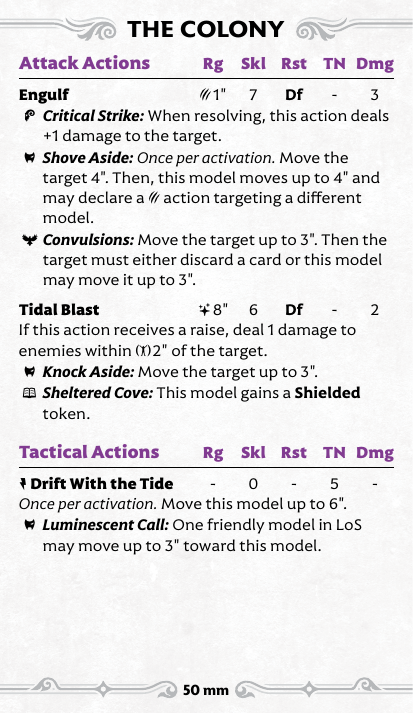 THE COLONY
Attack Actions Rg Skl Rst TN Dmg
Engulf 1" 7 Df - 3
Critical Strike: When resolving, this action deals
+1 damage to the target.
Shove Aside: Once per activation. Move the
target 4". Then, this model moves up to 4" and
may declare a action targeting a different
model.
Convulsions: Move the target up to 3". Then the
target must either discard a card or this model
may move it up to 3".
Tidal Blast 8" 6 Df - 2
If this action receives a raise, deal 1 damage to
enemies within 2" of the target.
Knock Aside: Move the target up to 3".
Sheltered Cove: This model gains a Shielded
token.
Tactical Actions Rg Skl Rst TN Dmg
Drift With the Tide - 0 - 5 -
Once per activation. Move this model up to 6".
Luminescent Call: One friendly model in LoS
may move up to 3" toward this model.
50 mm